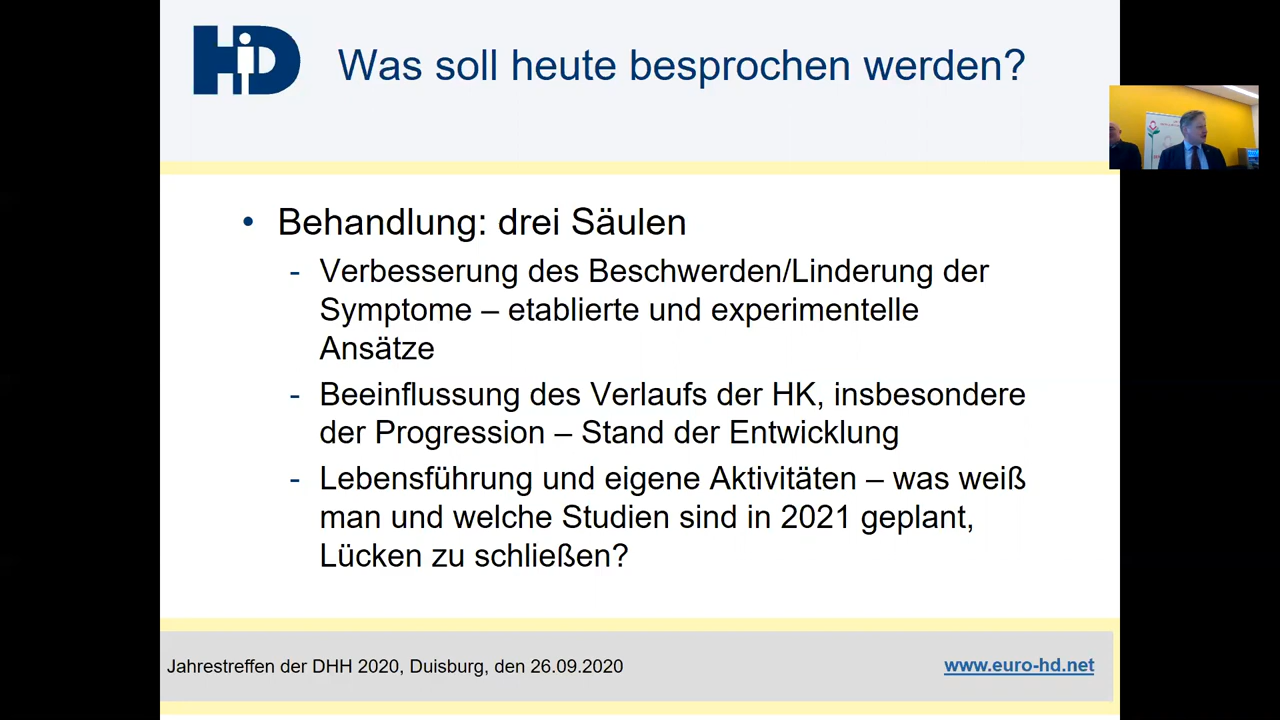 HD
Was soll heute besprochen werden?
• Behandlung: drei Säulen
- Verbesserung des Beschwerden/Linderung der
Symptome – etablierte und experimentelle
Ansätze
- Beeinflussung des Verlaufs der HK, insbesondere
der Progression – Stand der Entwicklung
- Lebensführung und eigene Aktivitäten – was weiß
man und welche Studien sind in 2021 geplant,
Lücken zu schließen?
Jahrestreffen der DHH 2020, Duisburg, den 26.09.2020
www.euro-hd.net